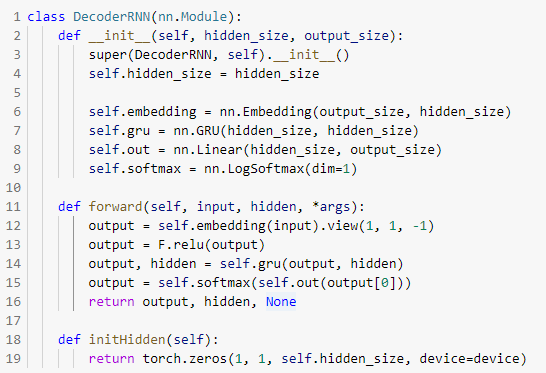 1 class DecoderRNN(nn.Module):
2     def __init__(self, hidden_size, output_size):
3         super(DecoderRNN, self).__init__()
4         self.hidden_size = hidden_size
5
6         self.embedding = nn.Embedding(output_size, hidden_size)
7         self.gru = nn.GRU(hidden_size, hidden_size)
8         self.out = nn.Linear(hidden_size, output_size)
9         self.softmax = nn.LogSoftmax(dim=1)
10
11     def forward(self, input, hidden, *args):
12         output = self.embedding(input).view(1, 1, -1)
13         output = F.relu(output)
14         output, hidden = self.gru(output, hidden)
15         output = self.softmax(self.out(output[0]))
16         return output, hidden, None
17
18     def initHidden(self):
19         return torch.zeros(1, 1, self.hidden_size, device=device)